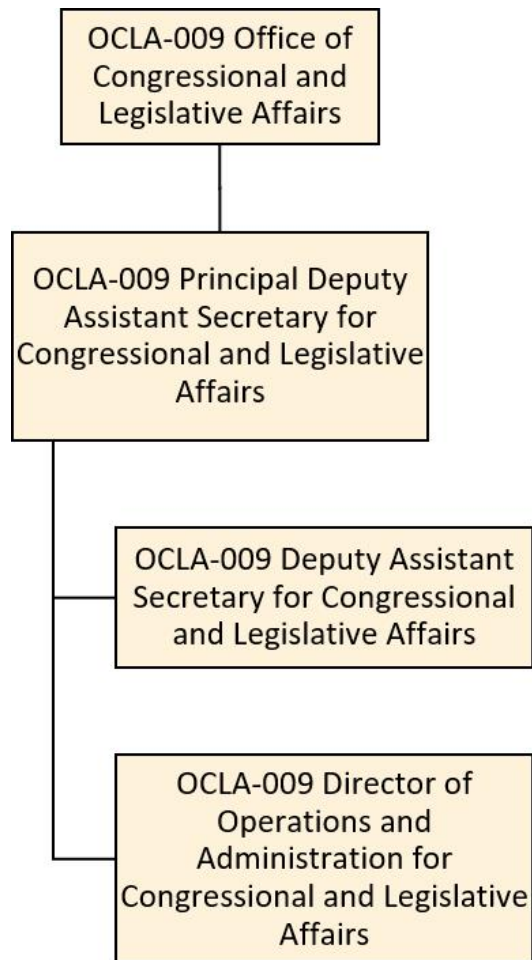 OCLA-009 Office of
Congressional and
Legislative Affairs
OCLA-009 Principal Deputy
Assistant Secretary for
Congressional and Legislative
Affairs
OCLA-009 Deputy Assistant
Secretary for Congressional
and Legislative Affairs
OCLA-009 Director of
Operations and
Administration for
Congressional and Legislative
Affairs